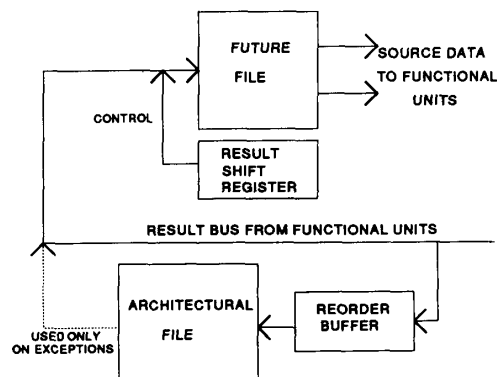 FUTURE
FILE
SOURCE DATA
TO FUNCTIONAL
UNITS
CONTROL
RESULT
SHIFT
REGISTER
RESULT BUS FROM FUNCTIONAL UNITS
ARCHITECTURAL
FILE
REORDER
BUFFER
USED ONLY
ON EXCEPTIONS